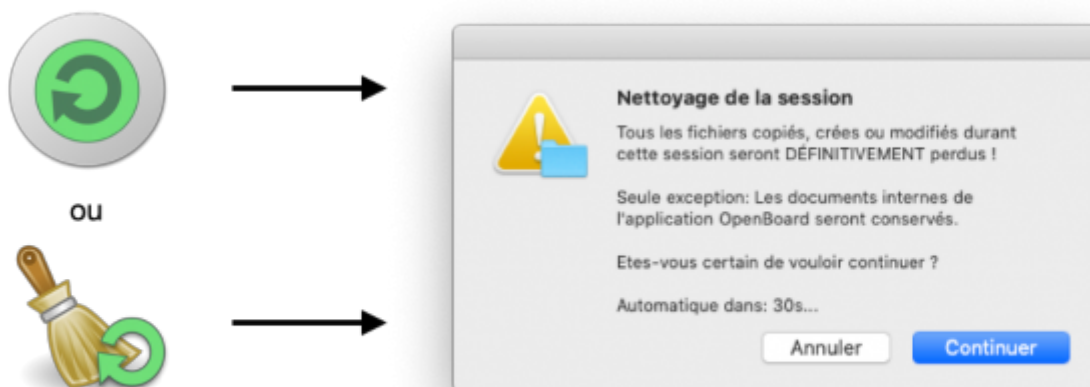 ou
Nettoyage de la session
Tous les fichiers copiés, crées ou modifiés durant
cette session seront DÉFINITIVEMENT perdus !
Seule exception: Les documents internes de
l'application OpenBoard seront conservés.
Etes-vous certain de vouloir continuer ?
Automatique dans: 30s...
Annuler
Continuer